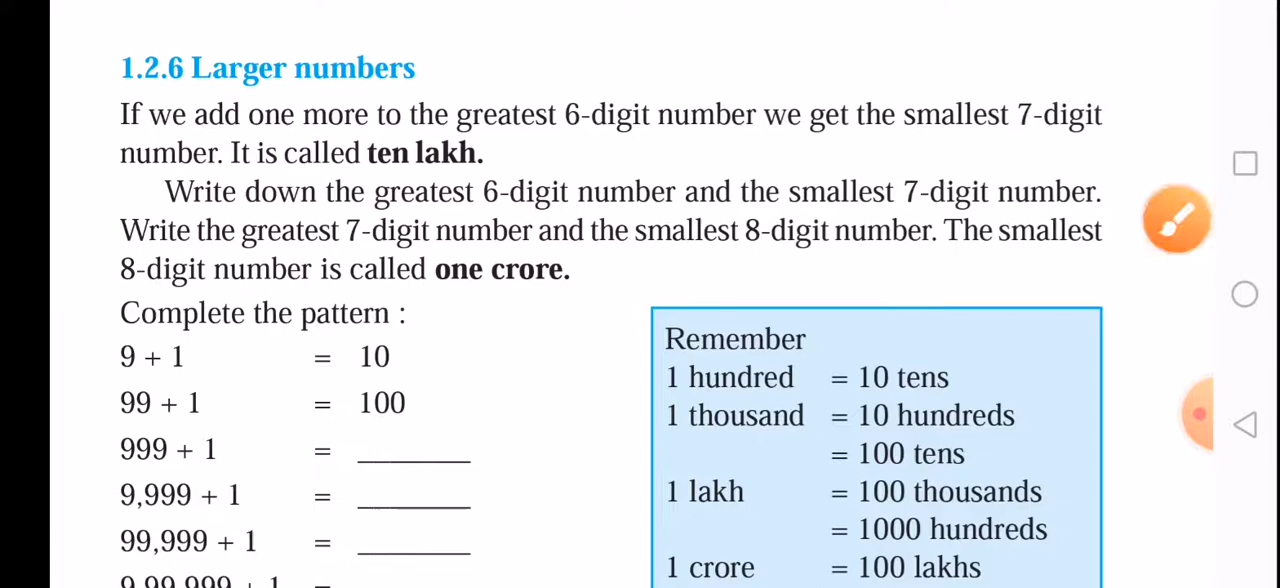 1.2.6 Larger numbers
If we add one more to the greatest 6-digit number we get the smallest 7-digit
number. It is called ten lakh.
Write down the greatest 6-digit number and the smallest 7-digit number.
Write the greatest 7-digit number and the smallest 8-digit number. The smallest
8-digit number is called one crore.
Complete the pattern :
9 + 1 = 10
99 + 1 = 100
999 + 1 = ________
9,999 + 1 = ________
99,999 + 1 = ________
9,99,999 + 1 =
Remember
1 hundred = 10 tens
1 thousand = 10 hundreds
= 100 tens
1 lakh = 100 thousands
= 1000 hundreds
1 crore = 100 lakhs